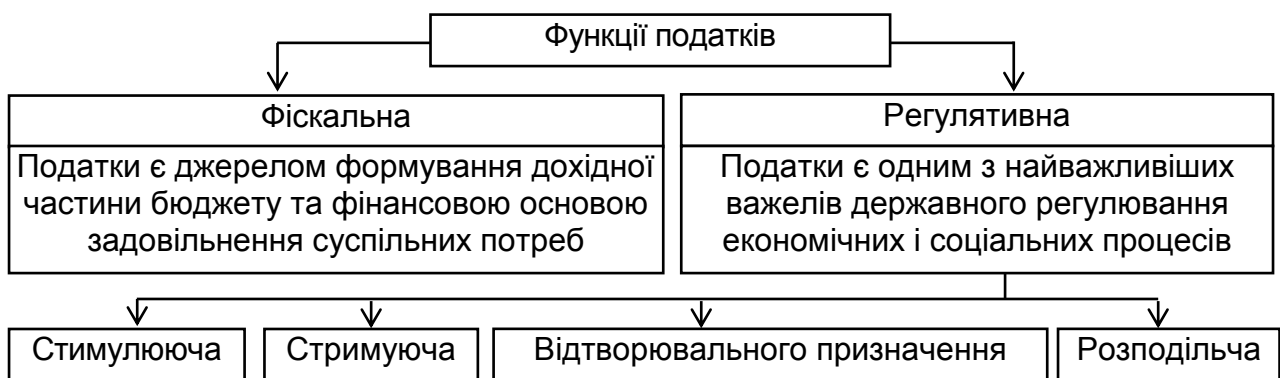 Функції податків
Фіскальна
Податки є джерелом формування дохідної
частини бюджету та фінансовою основою
задовільнення суспільних потреб
Регулятивна
Податки є одним з найважливіших
важелів державного регулювання
економічних і соціальних процесів
Стимулююча
Стримуюча
Відтворювального призначення
Розподільча